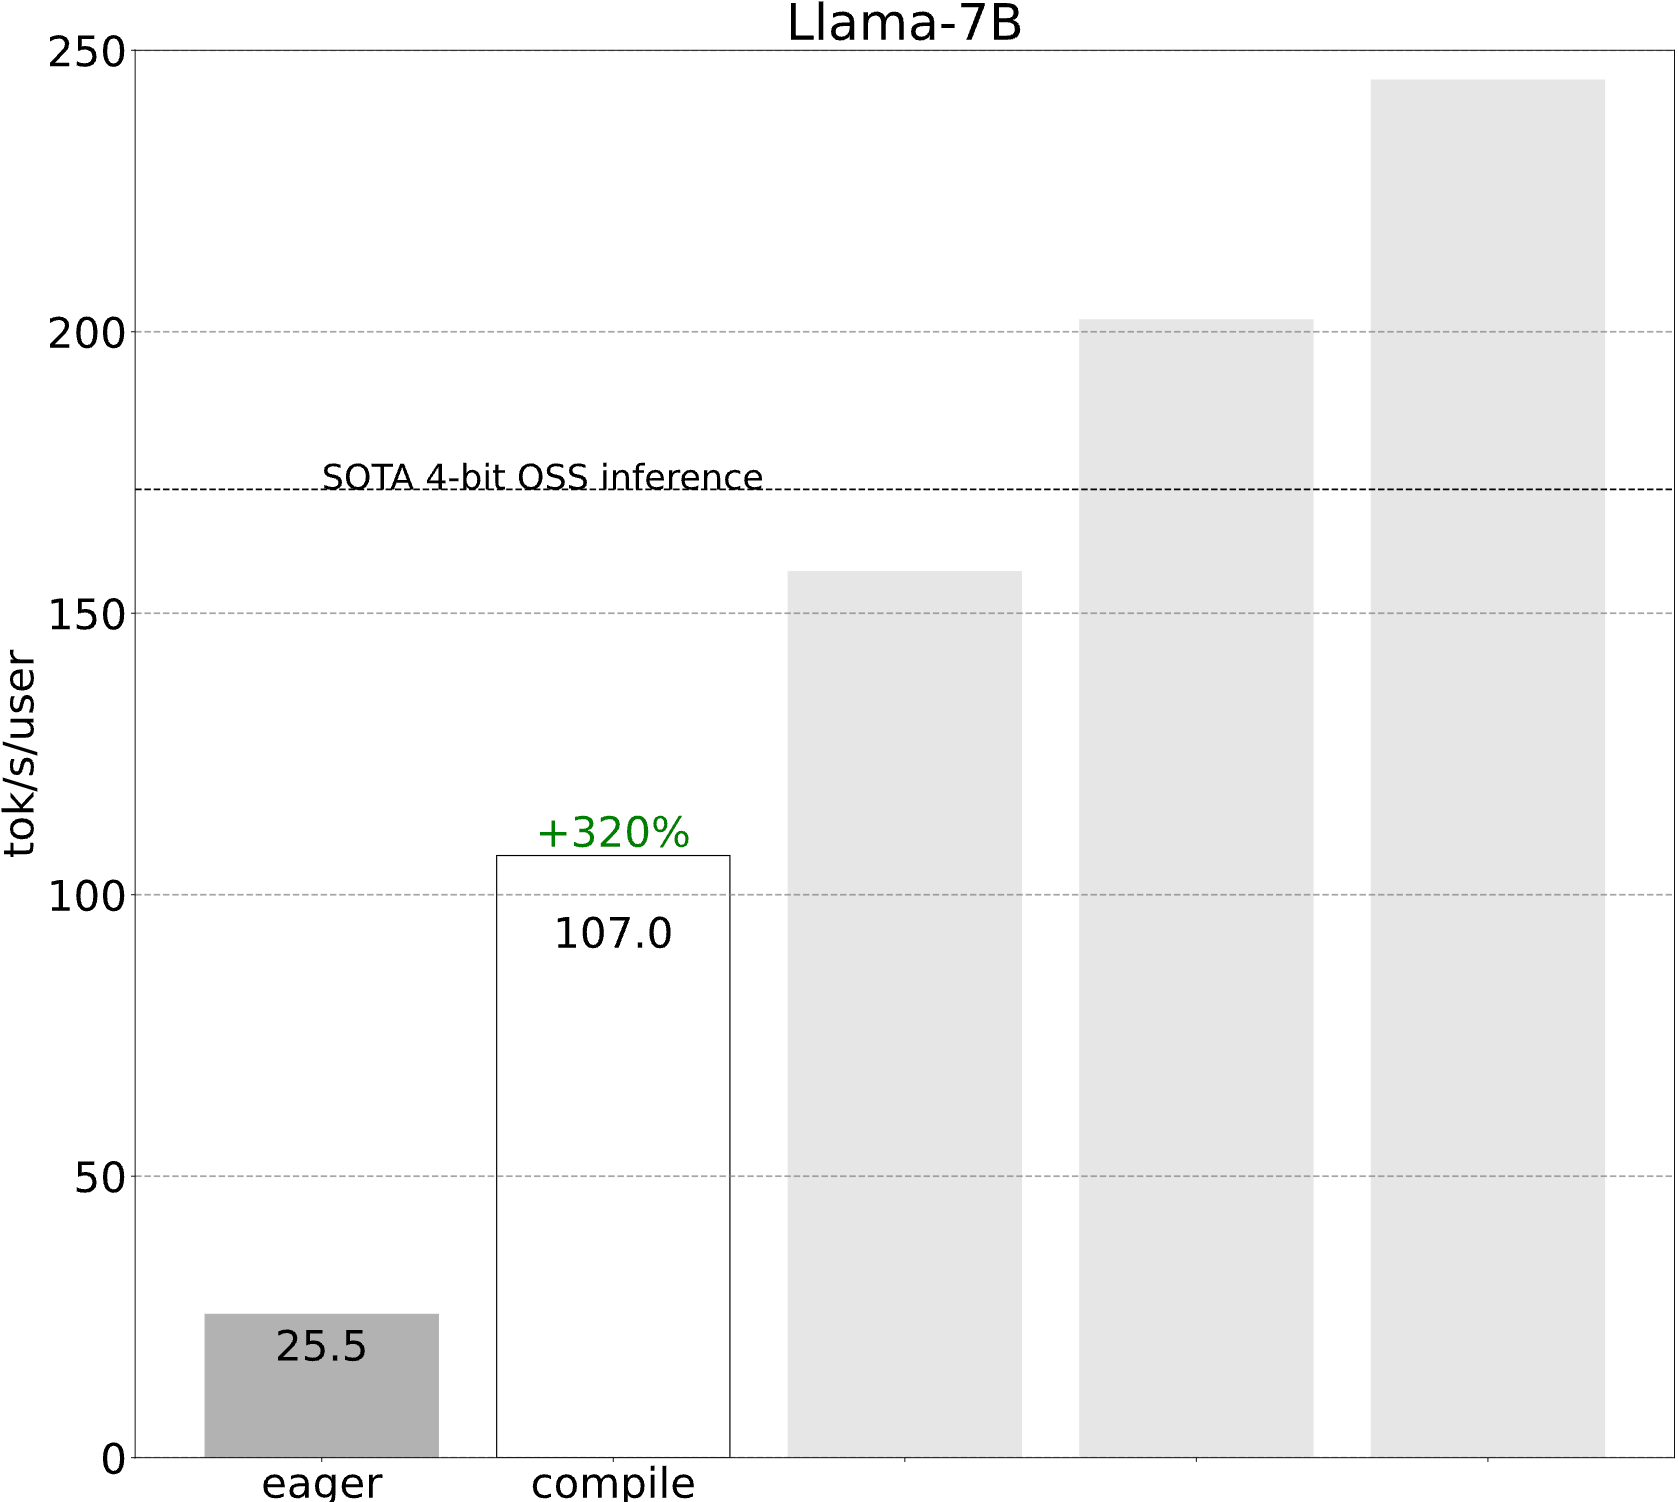 Llama-7B
250
200
150
100
50
0
tok/s/user
SOTA 4-bit OSS inference
+320%
107.0
25.5
eager
compile